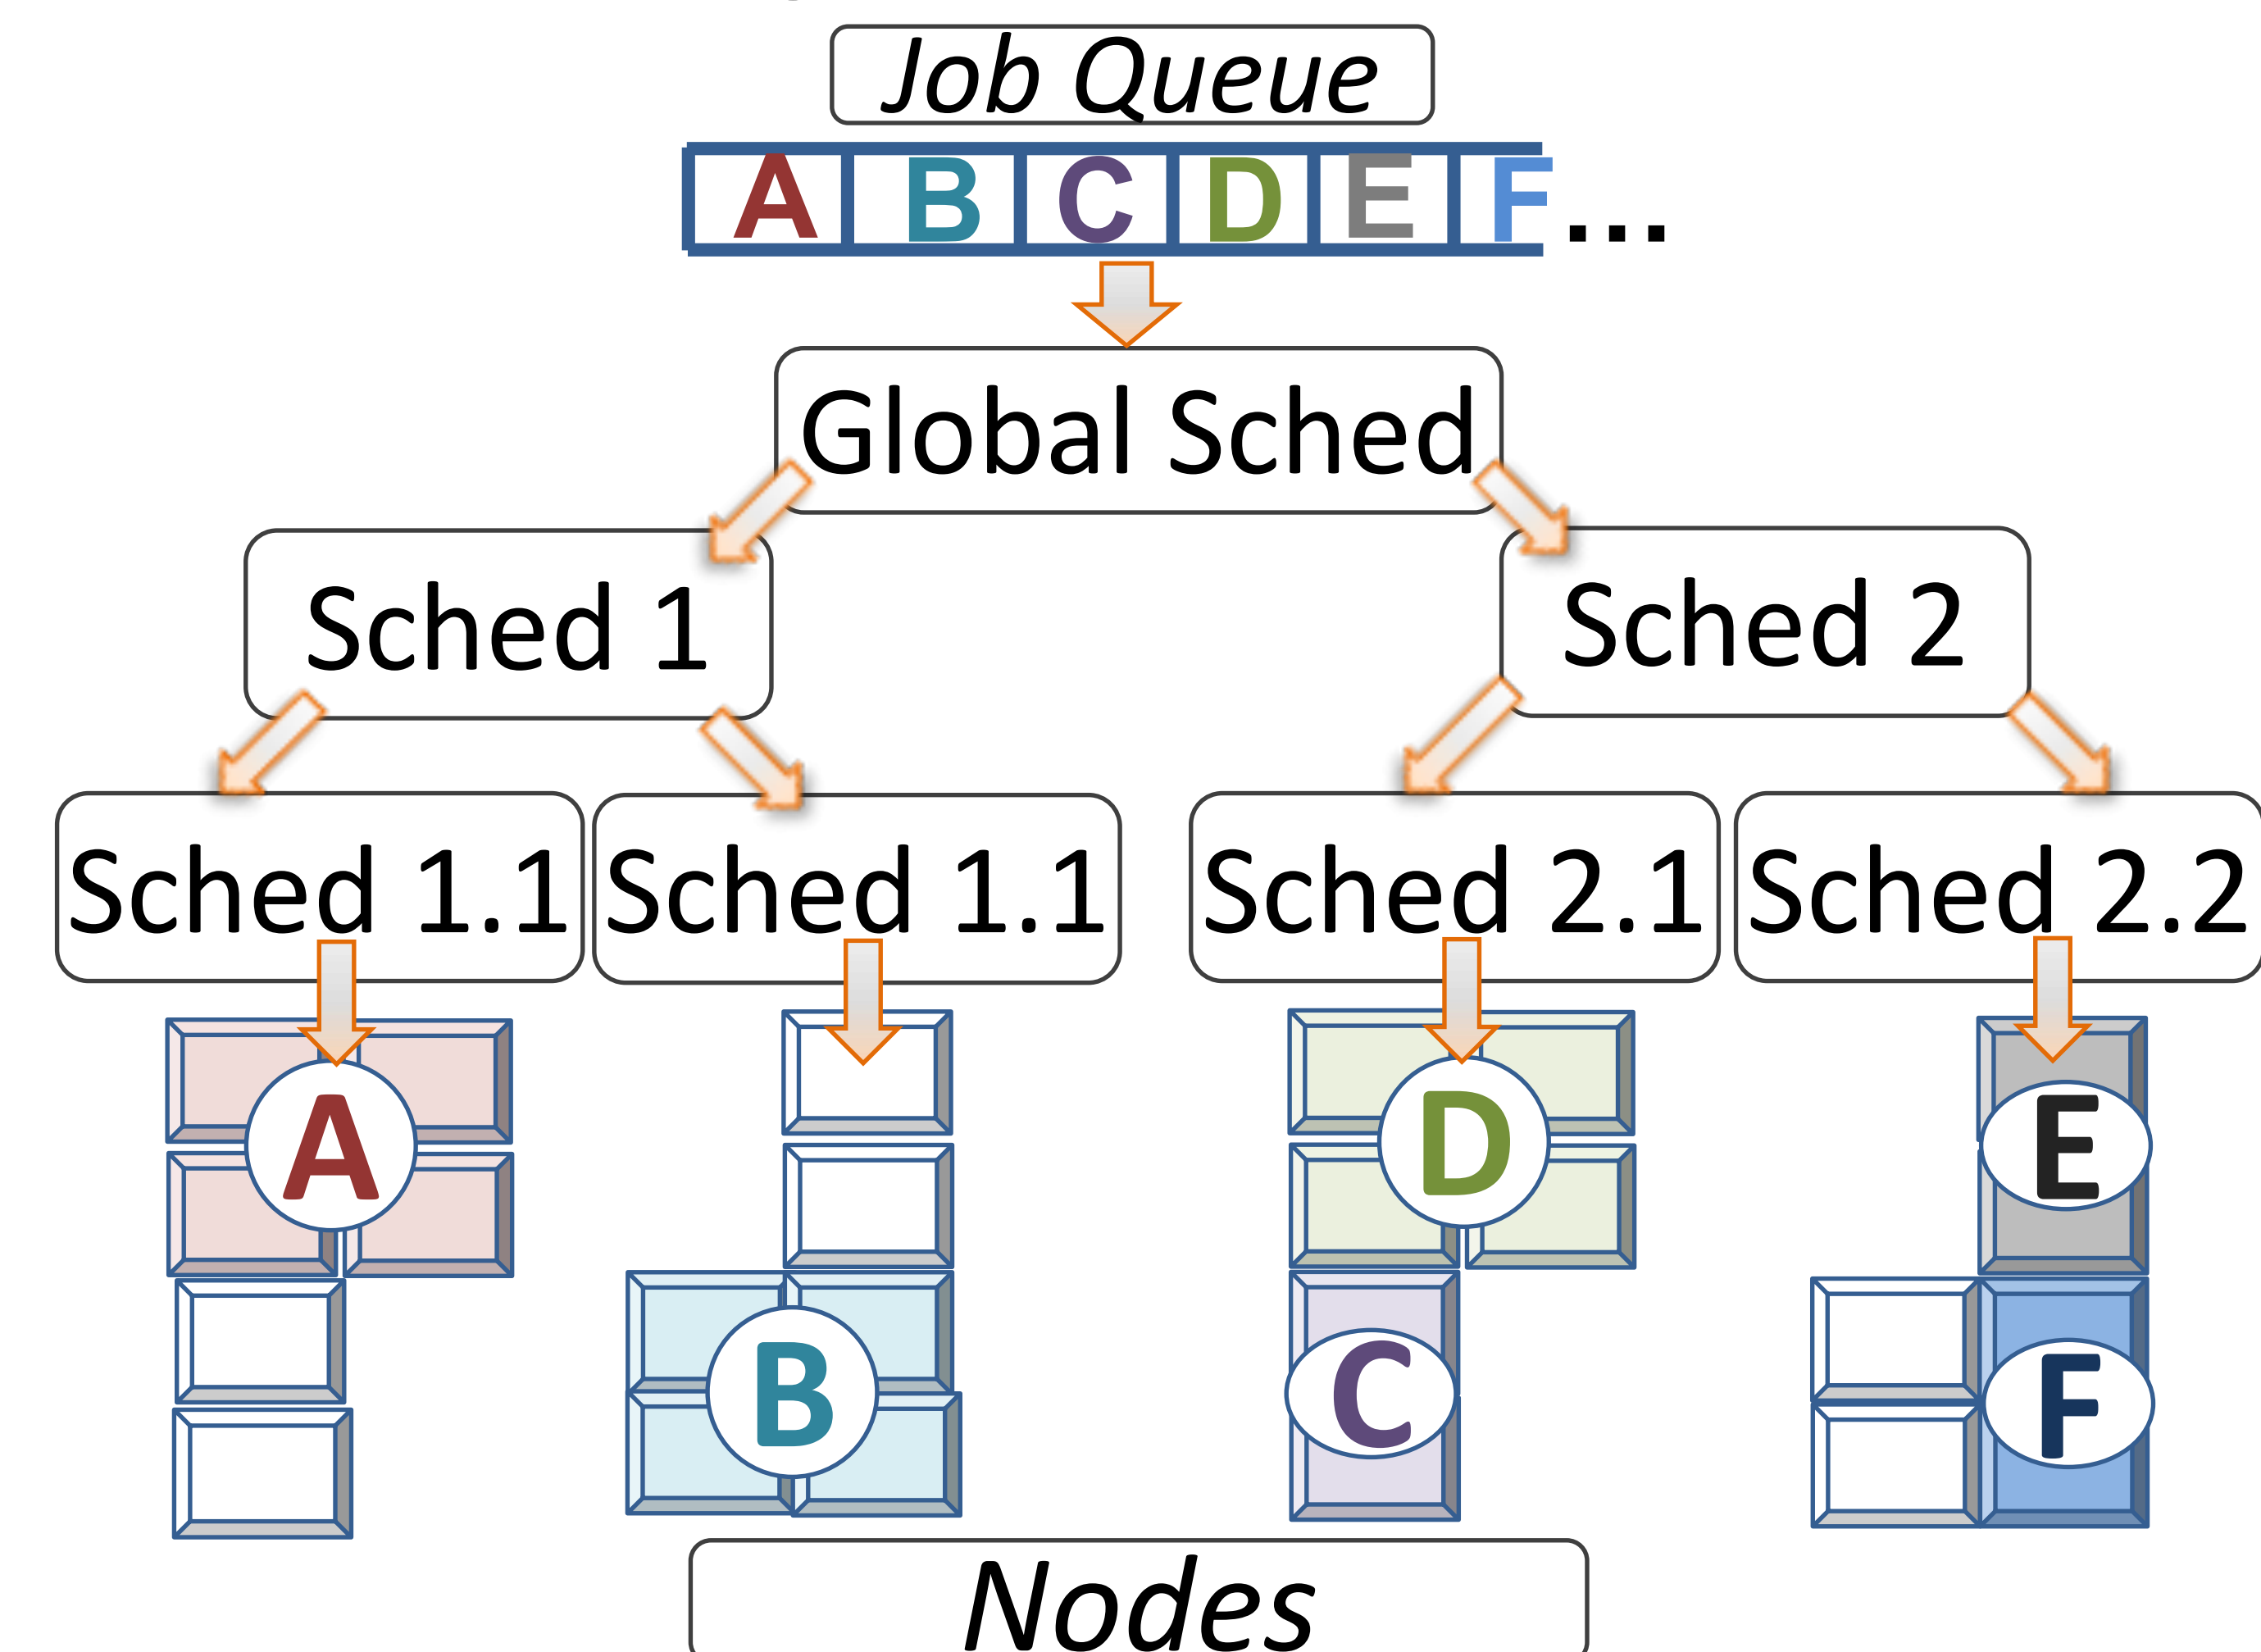 Job Queue
A B C D E F...
Global Sched
Sched 1 Sched 2
Sched 1.1 Sched 1.1 Sched 2.1 Sched 2.2
A D E
B C F
Nodes